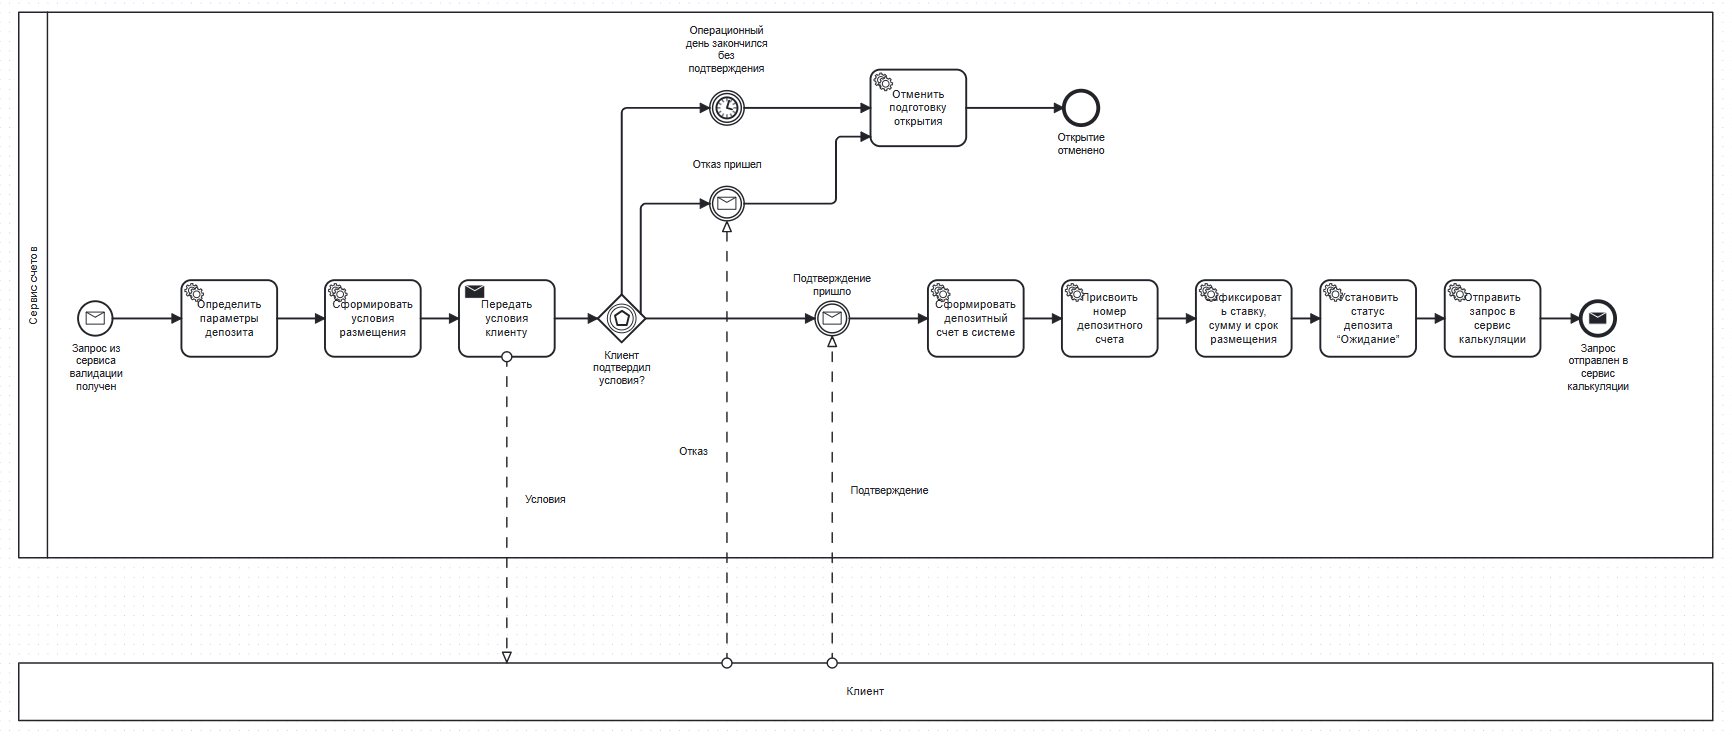 Операционный
день закончился
без
подтверждения
Отменить
подготовку
открытия
Открытие
отменено
Отказ пришел
Сервис счетов
Запрос из
сервиса
валидации
получен
Определить
параметры
депозита
Сформировать
условия
размещения
Передать
условия
клиенту
Клиент
подтвердил
условия?
Подтверждение
пришло
Сформировать
депозитный
счет в системе
Присвоить
номер
депозитного
счета
Зафиксироват
ь ставку,
сумму и срок
размещения
Установить
статус
депозита
“Ожидание”
Отправить
запрос в
сервис
калькуляции
Запрос
отправлен в
сервис
калькуляции
Отказ
Подтверждение
Условия
Клиент